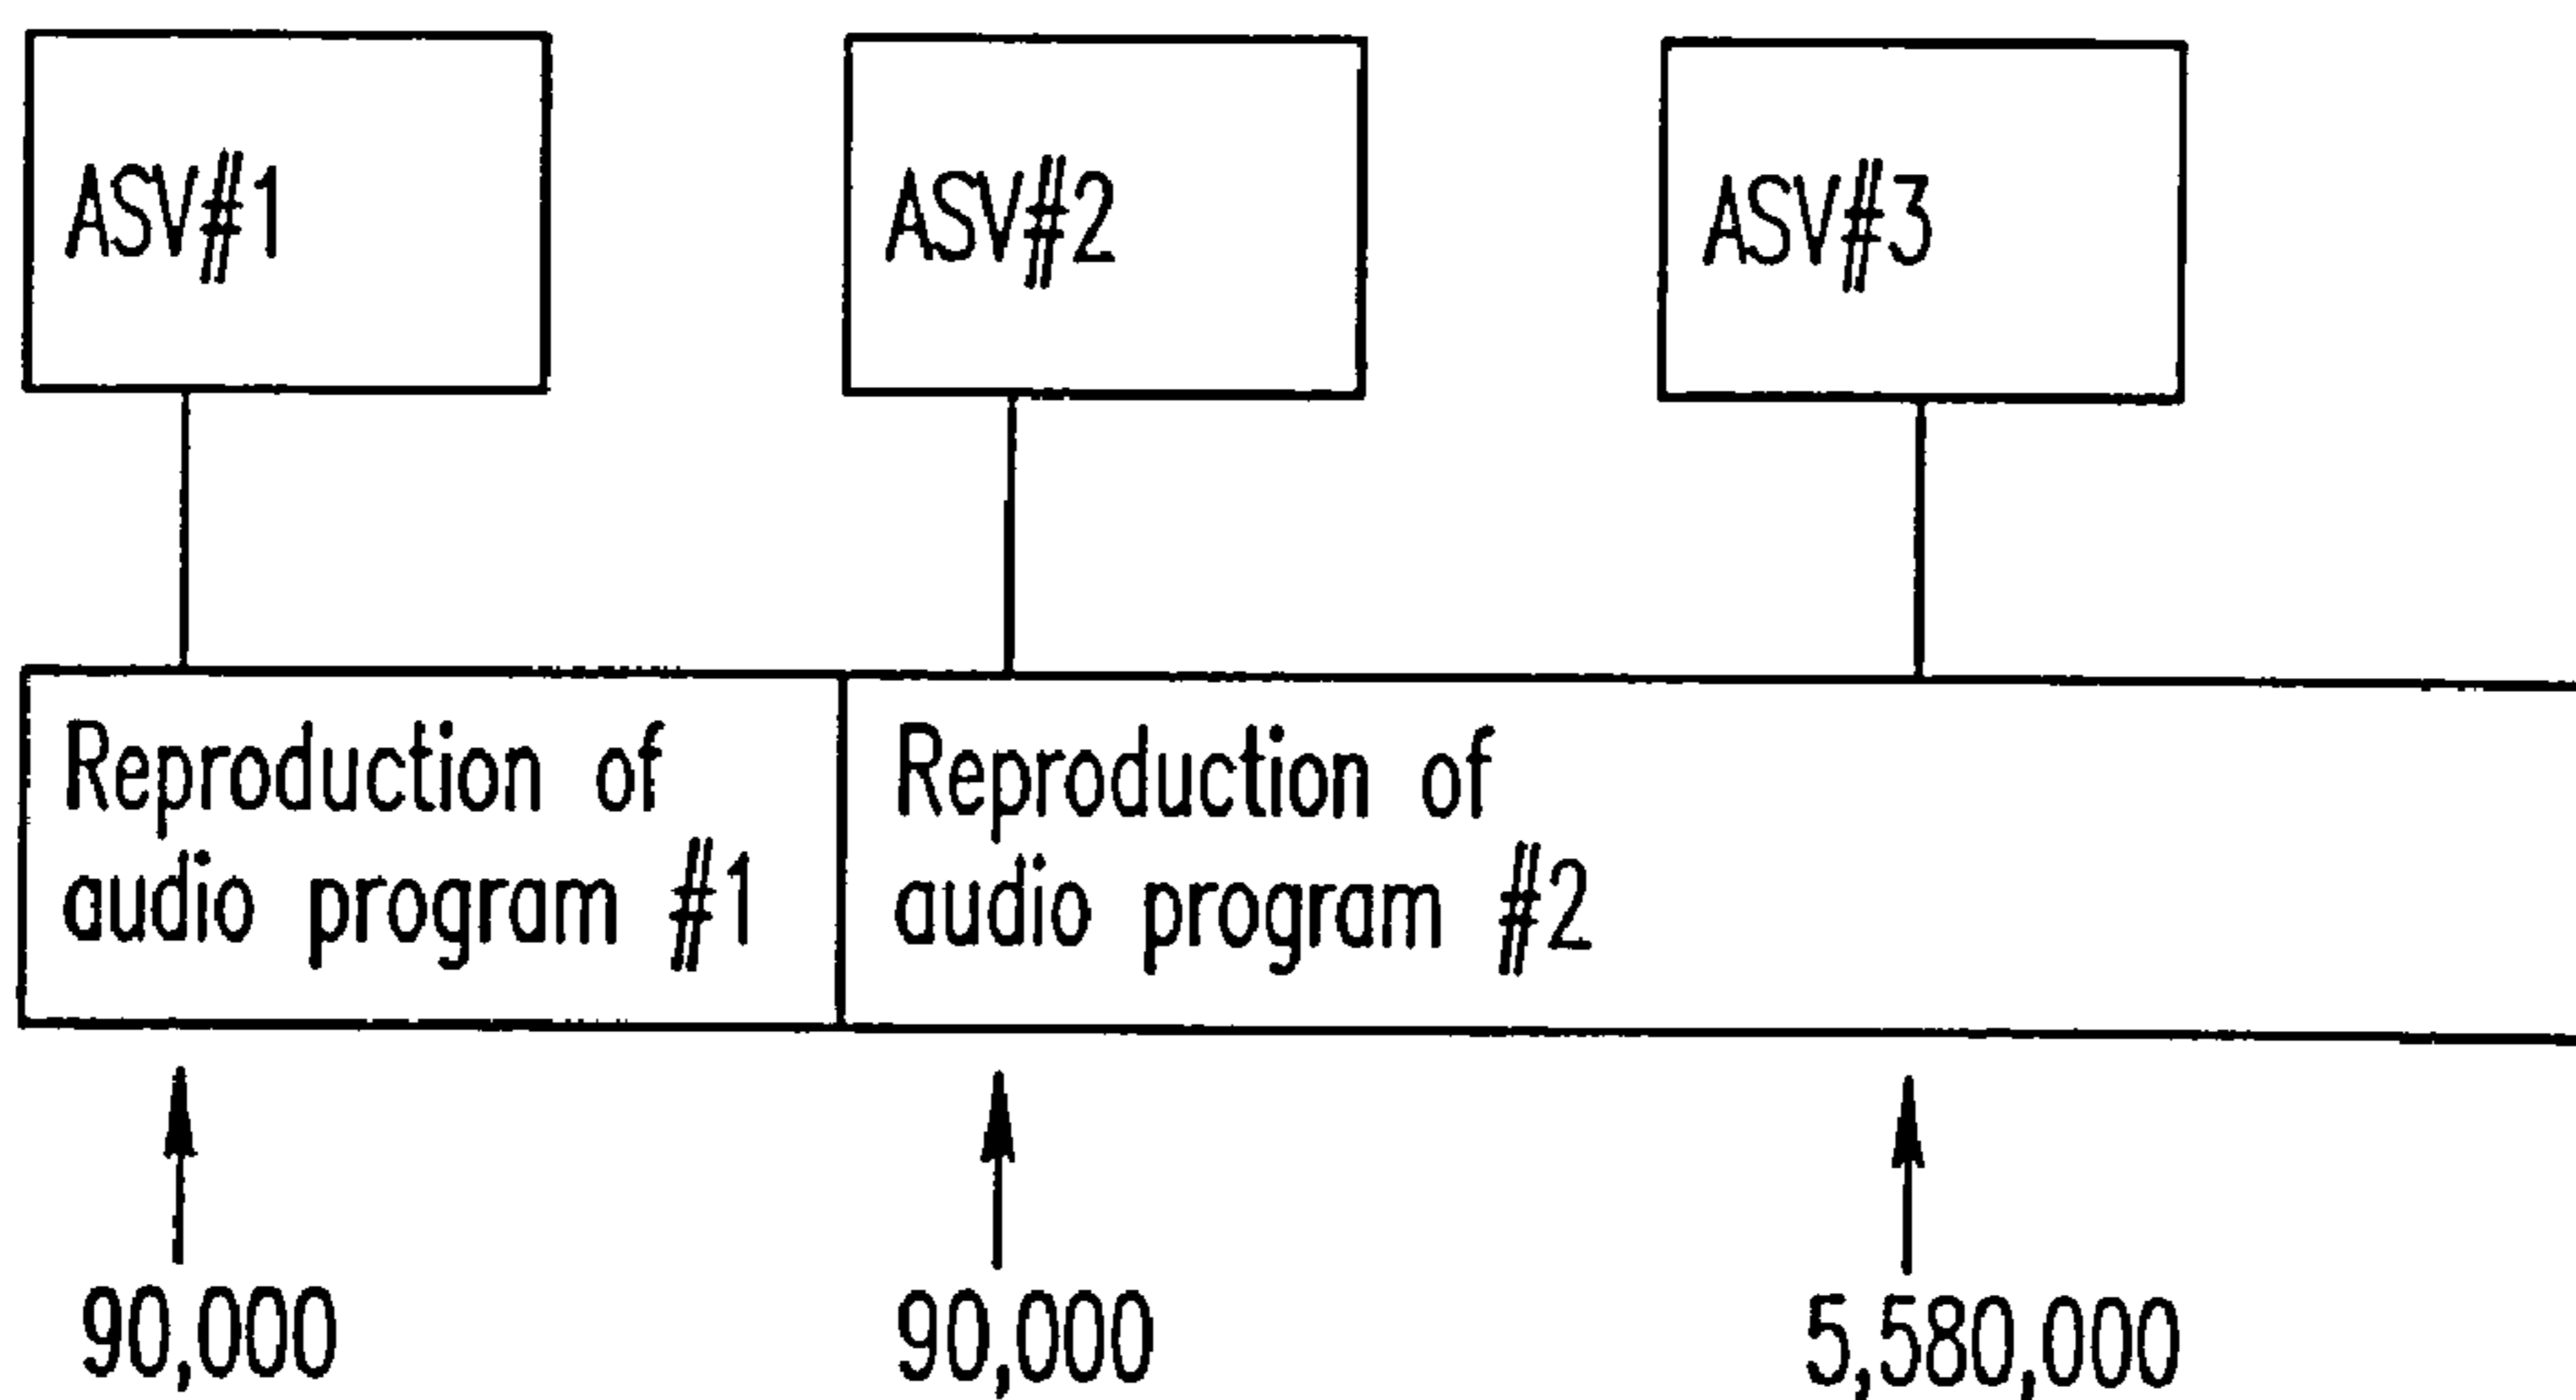 ASV#1
ASV#2
ASV#3
Reproduction of
audio program #1
Reproduction of
audio program #2
90,000
90,000
5,580,000